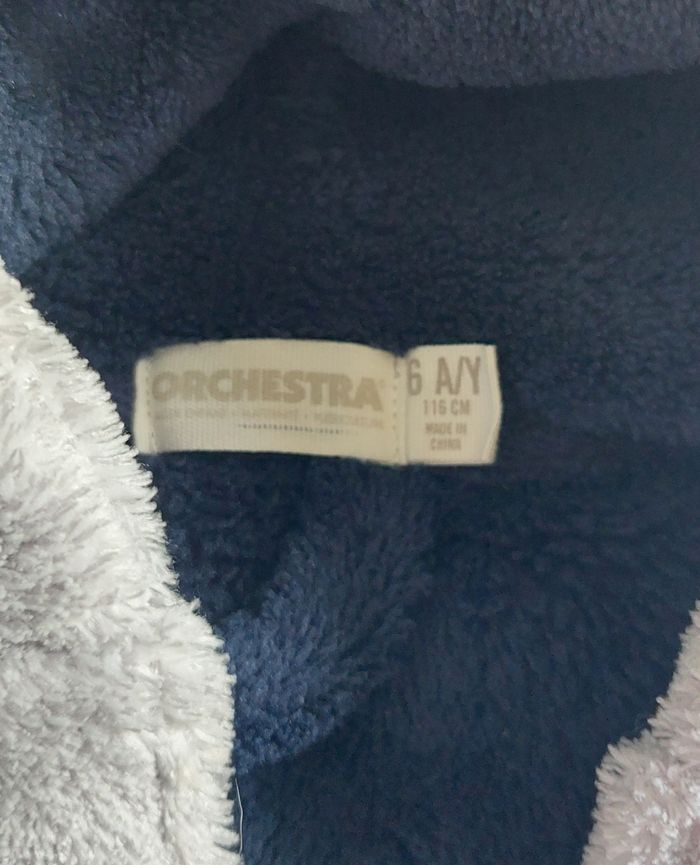 ORCHESTRA
6 A/Y
116 CM
MADE IN
CHINA